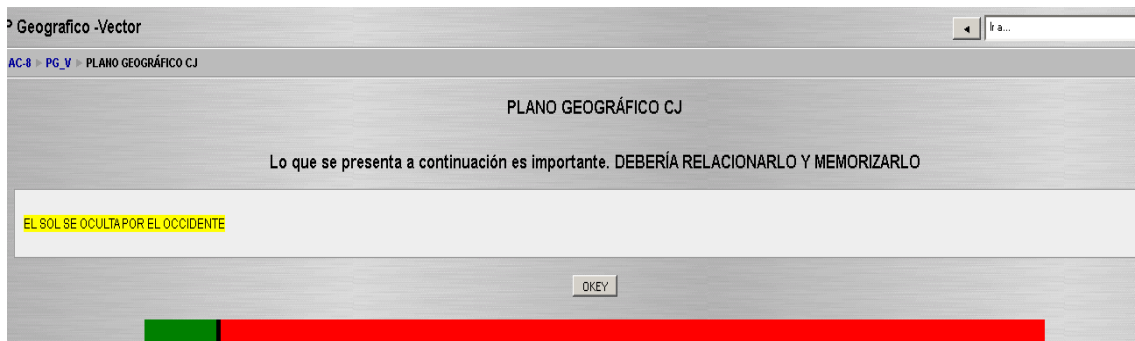 Geografico -Vector
Ir a...
AC-8 PG_V PLANO GEOGRÁFICO CJ
PLANO GEOGRÁFICO CJ
Lo que se presenta a continuación es importante. DEBERÍA RELACIONARLO Y MEMORIZARLO
EL SOL SE OCULTA POR EL OCCIDENTE
OKEY